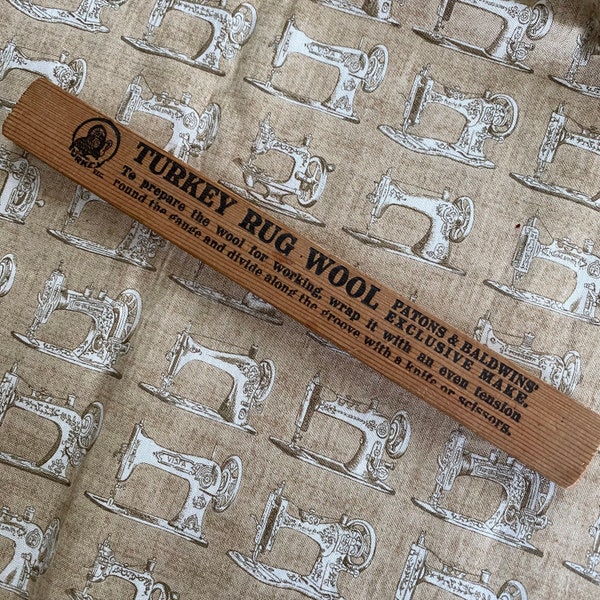 TURKEY RUG WOOL
PATONS & BALDWINS'
EXCLUSIVE MAKE.
To prepare the wool for working, wrap it with an even tension
round the gauge and divide along the groove with a knife or scissors.